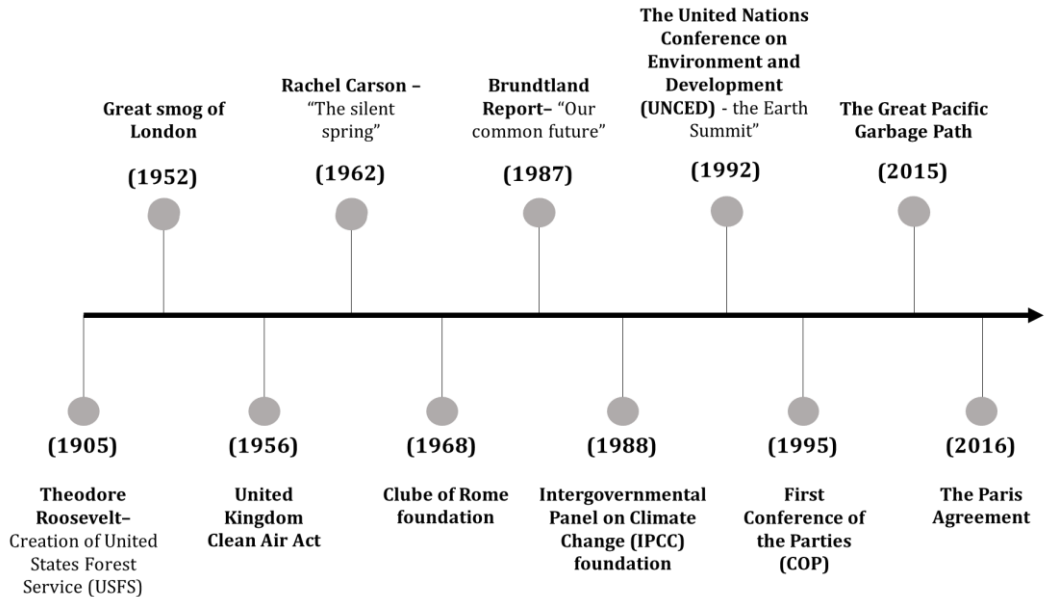 Great smog of
London
(1952)
Rachel Carson –
“The silent
spring”
(1962)
Brundtland
Report– “Our
common future”
(1987)
The United Nations
Conference on
Environment and
Development
(UNCED) - the Earth
Summit”
(1992)
The Great Pacific
Garbage Path
(2015)
(1905)
Theodore
Roosevelt–
Creation of United
States Forest
Service (USFS)
(1956)
United
Kingdom
Clean Air Act
(1968)
Clube of Rome
foundation
(1988)
Intergovernmental
Panel on Climate
Change (IPCC)
foundation
(1995)
First
Conference of
the Parties
(COP)
(2016)
The Paris
Agreement